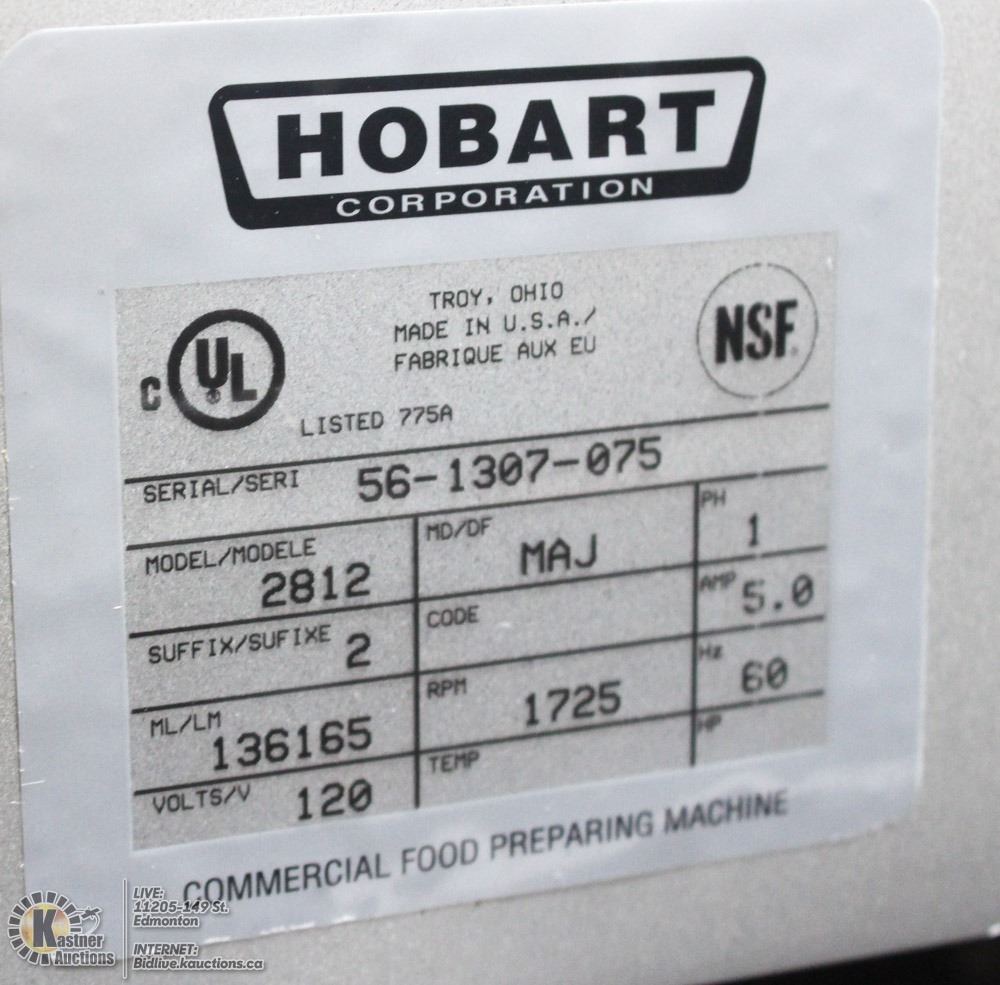 HOBART
CORPORATION
TROY, OHIO
MADE IN U.S.A./
FABRIQUE AUX EU
C UL
NSF
LISTED 775A
SERIAL/SERI 56-1307-075
MODEL/MODELE 2812
MD/DF MAJ
PH 1
SUFFIX/SUFIXE 2
CODE
AMP 5.0
ML/LM 136165
RPM 1725
Hz 60
VOLTS/V 120
TEMP
HP
COMMERCIAL FOOD PREPARING MACHINE
Kastner
Auctions
LIVE:
11205-149 St.
Edmonton
INTERNET:
Bidlive.kauctions.ca